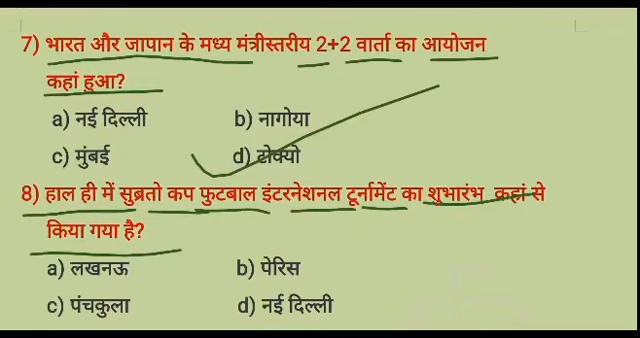 7) भारत और जापान के मध्य मंत्रीस्तरीय 2+2 वार्ता का आयोजन
कहां हुआ?
a) नई दिल्ली b) नागोया
c) मुंबई d) टोक्यो
8) हाल ही में सुब्रतो कप फुटबाल इंटरनेशनल टूर्नामेंट का शुभारंभ कहां से
किया गया है?
a) लखनऊ b) पेरिस
c) पंचकुला d) नई दिल्ली